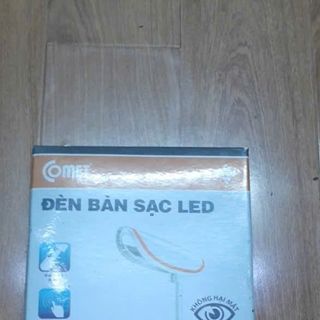 COMET
ĐÈN BÀN SẠC LED
KHÔNG HẠI MẮT